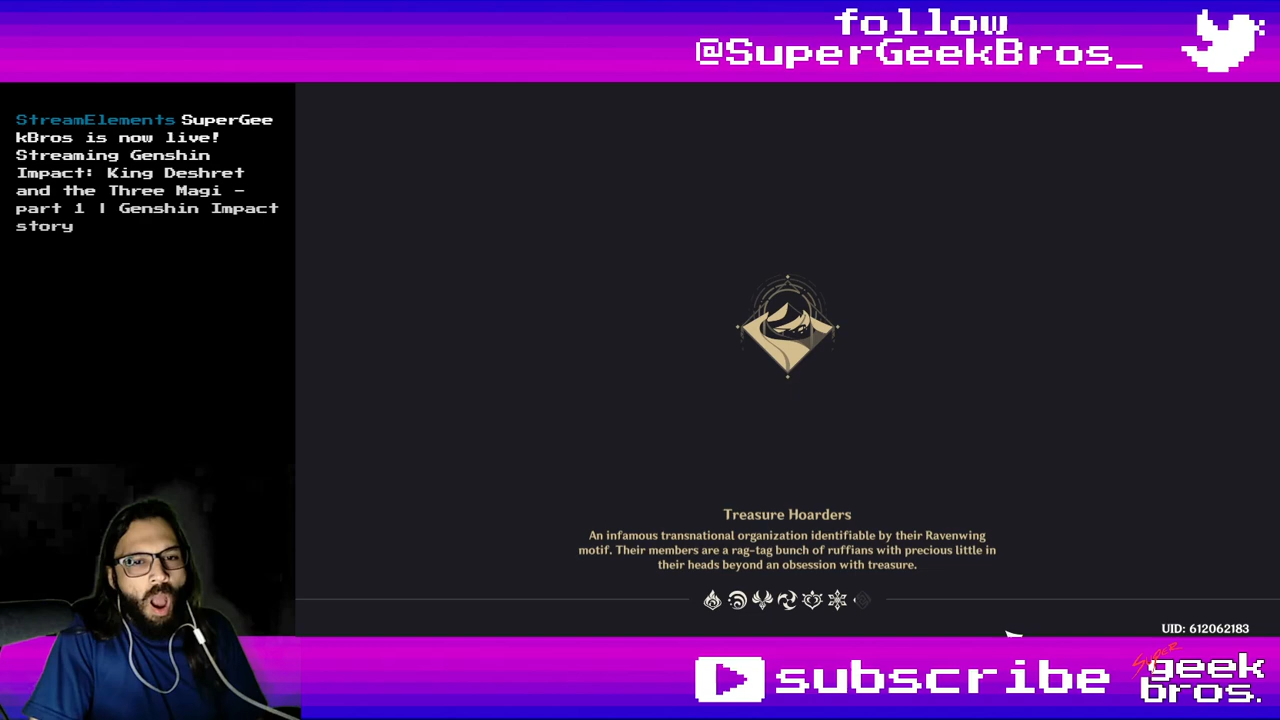 follow
@SuperGeekBros_
StreamElements SuperGee
kBros is now live!
Streaming Genshin
Impact: King Deshret
and the Three Magi -
part 1 | Genshin Impact
story
Treasure Hoarders
An infamous transnational organization identifiable by their Ravenwing
motif. Their members are a rag-tag bunch of ruffians with precious little in
their heads beyond an obsession with treasure.
UID: 612062183
subscribe
super
geek
bros.